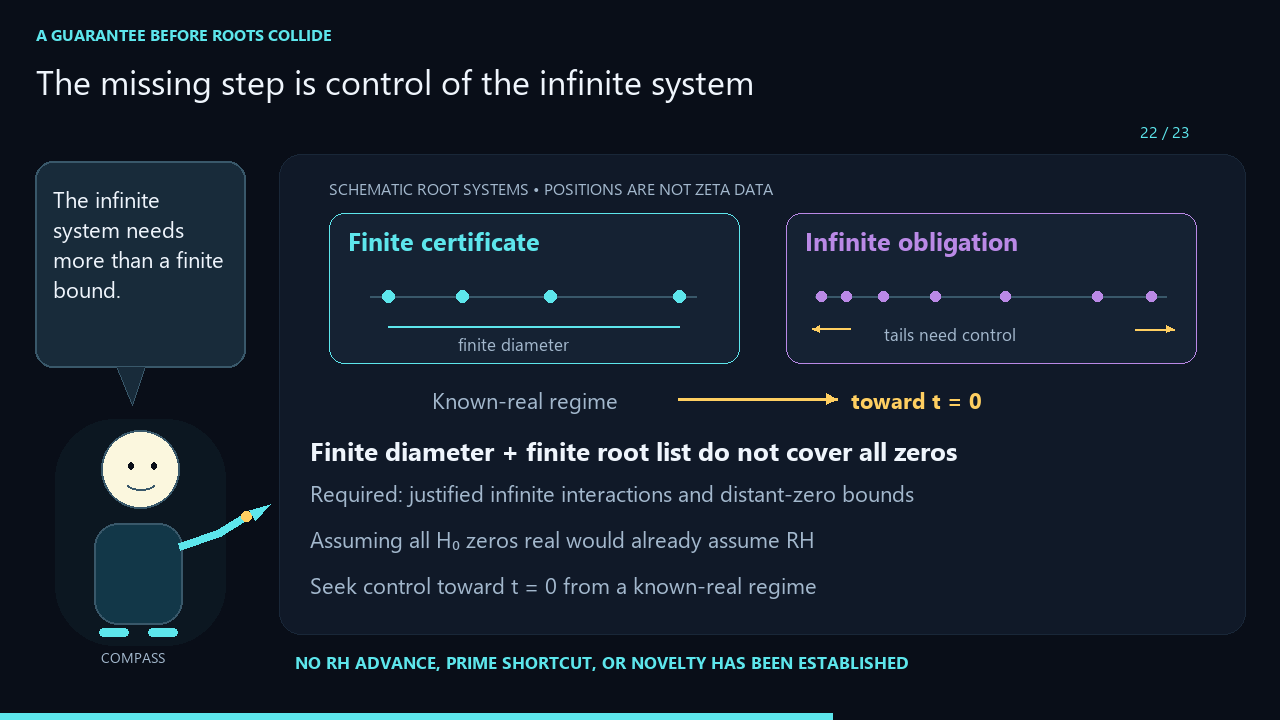 A GUARANTEE BEFORE ROOTS COLLIDE
The missing step is control of the infinite system
22 / 23
The infinite
system needs
more than a finite
bound.
SCHEMATIC ROOT SYSTEMS • POSITIONS ARE NOT ZETA DATA
Finite certificate
finite diameter
Infinite obligation
tails need control
Known-real regime
toward t = 0
Finite diameter + finite root list do not cover all zeros
Required: justified infinite interactions and distant-zero bounds
Assuming all H₀ zeros real would already assume RH
Seek control toward t = 0 from a known-real regime
COMPASS
NO RH ADVANCE, PRIME SHORTCUT, OR NOVELTY HAS BEEN ESTABLISHED